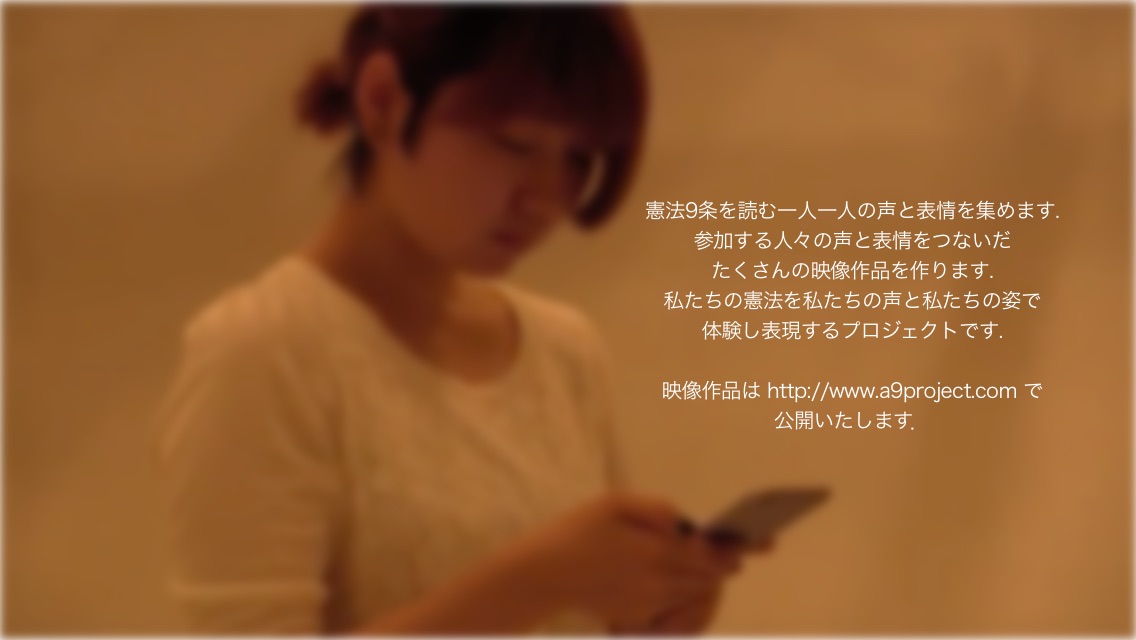 憲法9条を読む一人一人の声と表情を集めます.
参加する人々の声と表情をつないだ
たくさんの映像作品を作ります.
私たちの憲法を私たちの声と私たちの姿で
体験し表現するプロジェクトです.
映像作品は http://www.a9project.com で
公開いたします.